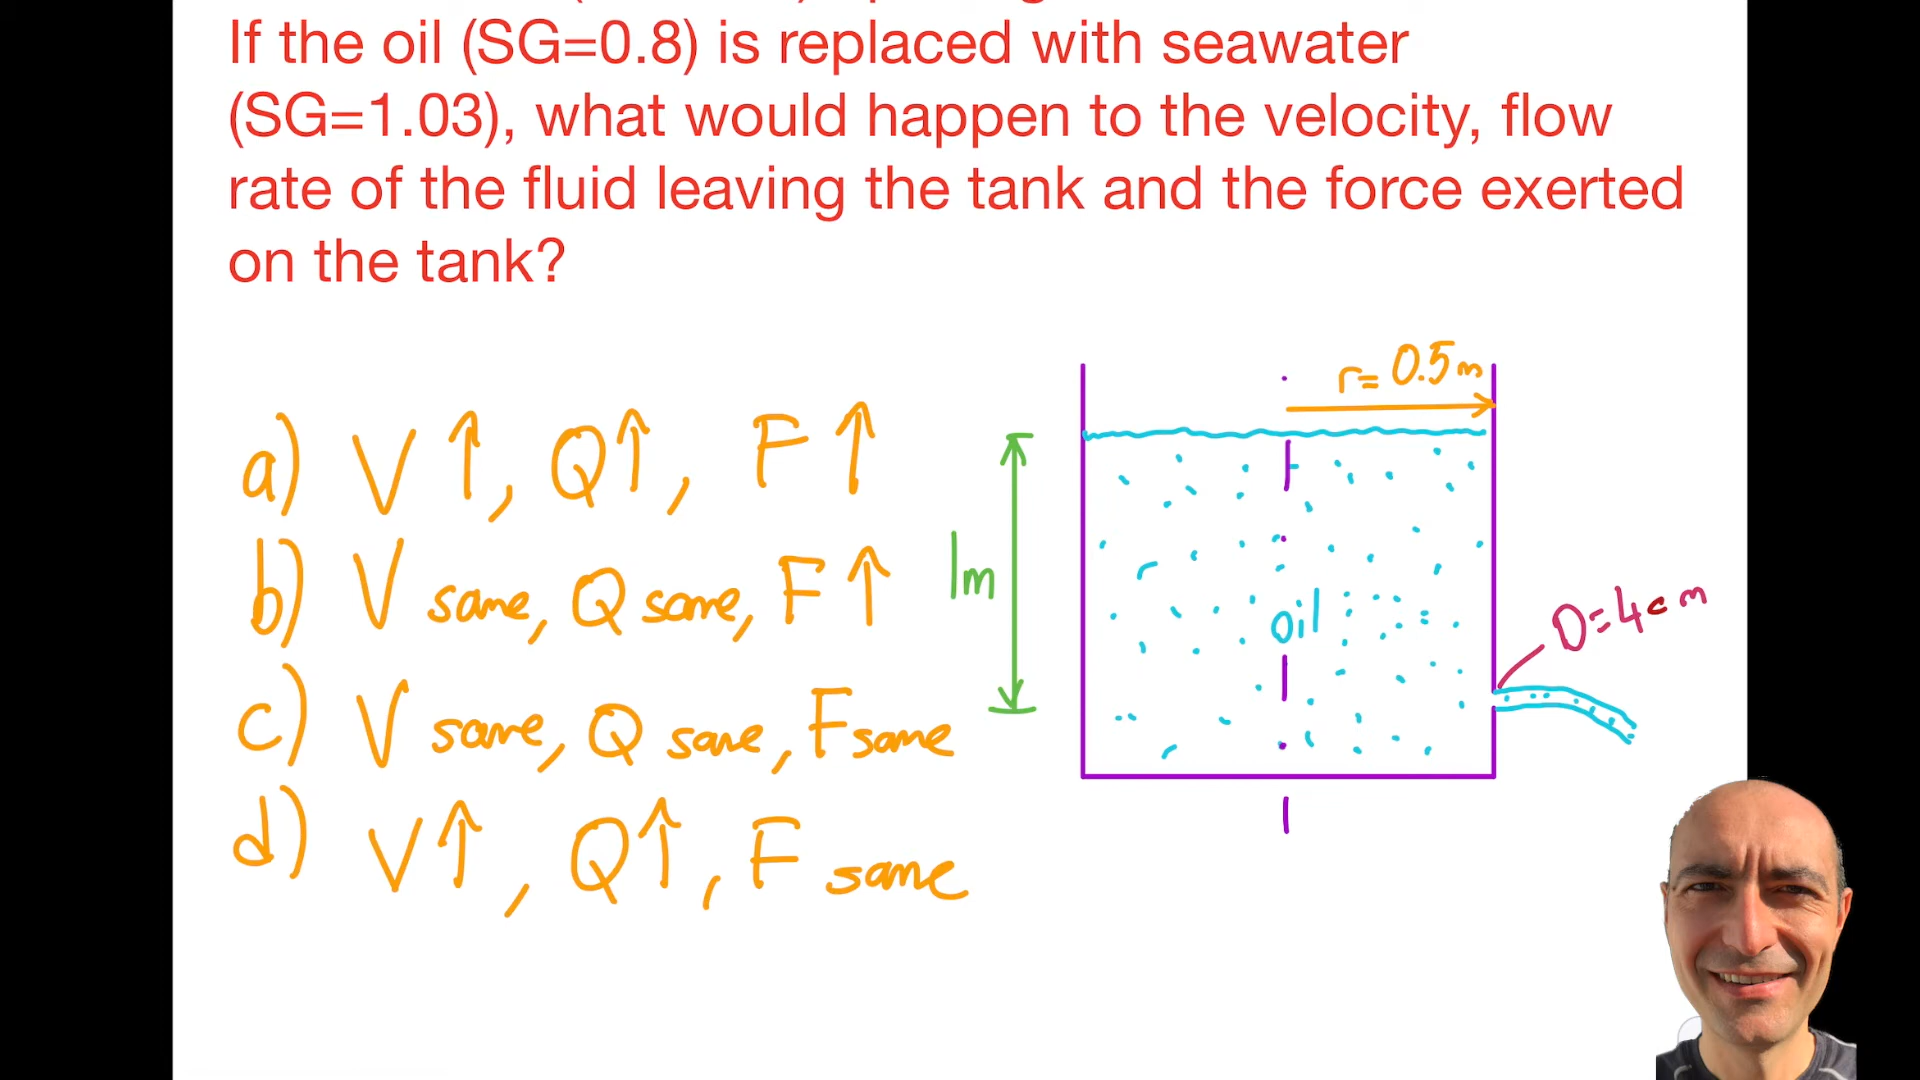 If the oil (SG=0.8) is replaced with seawater
(SG=1.03), what would happen to the velocity, flow
rate of the fluid leaving the tank and the force exerted
on the tank?
r= 0.5m
a) V↑, Q↑, F↑
b) V same, Q same, F↑
1m
oil
D=4cm
c) V same, Q same, F same
d) V↑, Q↑, F same